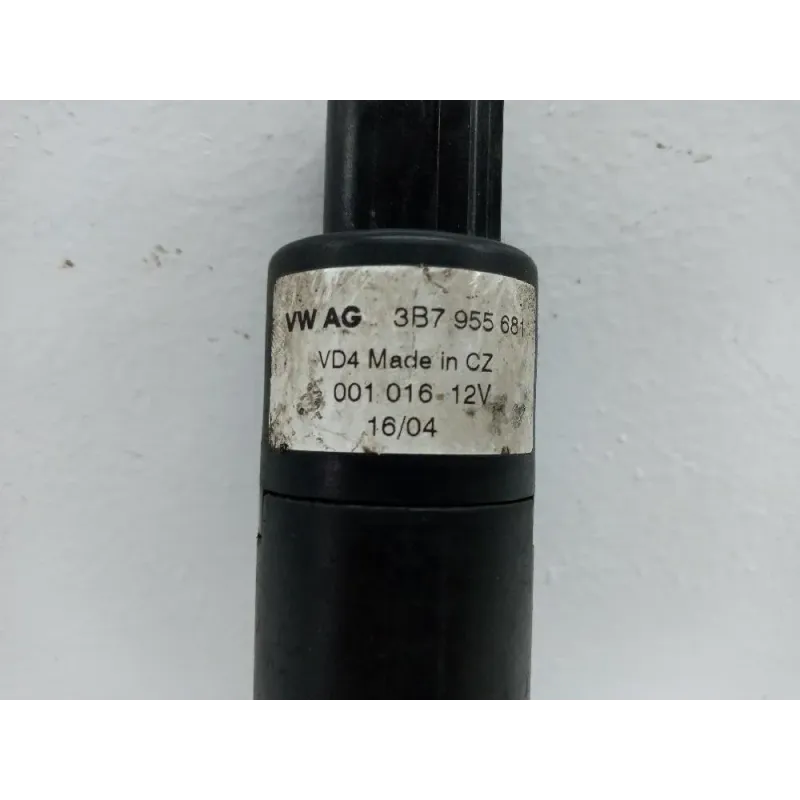 VW AG 3B7 955 681
VD4 Made in CZ
001 016 12V
16/04